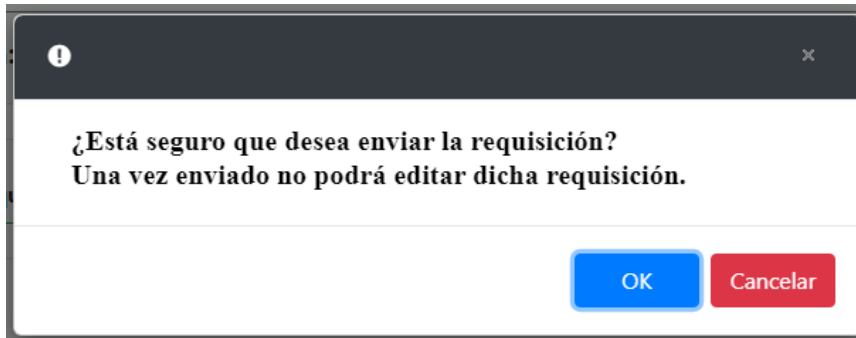 ¿Está seguro que desea enviar la requisición?
Una vez enviado no podrá editar dicha requisición.
OK
Cancelar